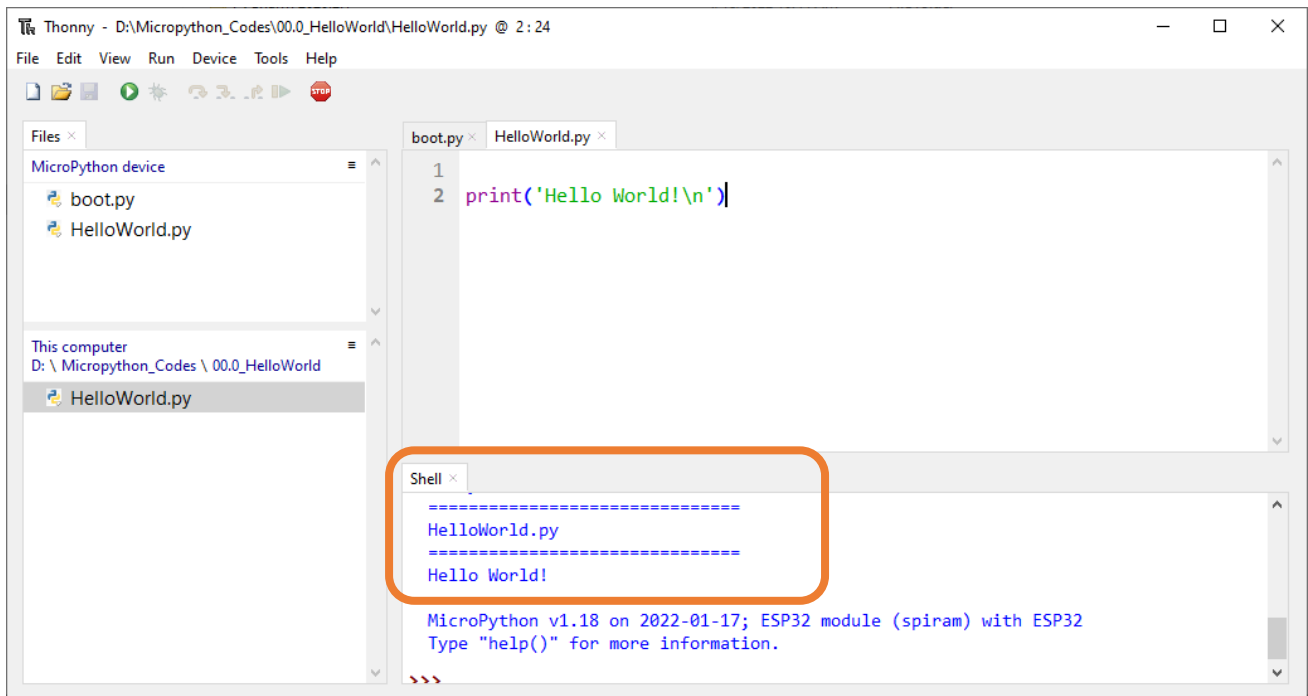 Thonny - D:\Micropython_Codes\00.0_HelloWorld\HelloWorld.py @ 2:24
File Edit View Run Device Tools Help
STOP
Files
MicroPython device
boot.py
HelloWorld.py
This computer
D: \ Micropython_Codes \ 00.0_HelloWorld
HelloWorld.py
boot.py HelloWorld.py
1
2 print('Hello World!\n')
Shell
===============================
HelloWorld.py
===============================
Hello World!
MicroPython v1.18 on 2022-01-17; ESP32 module (spiram) with ESP32
Type "help()" for more information.
>>>